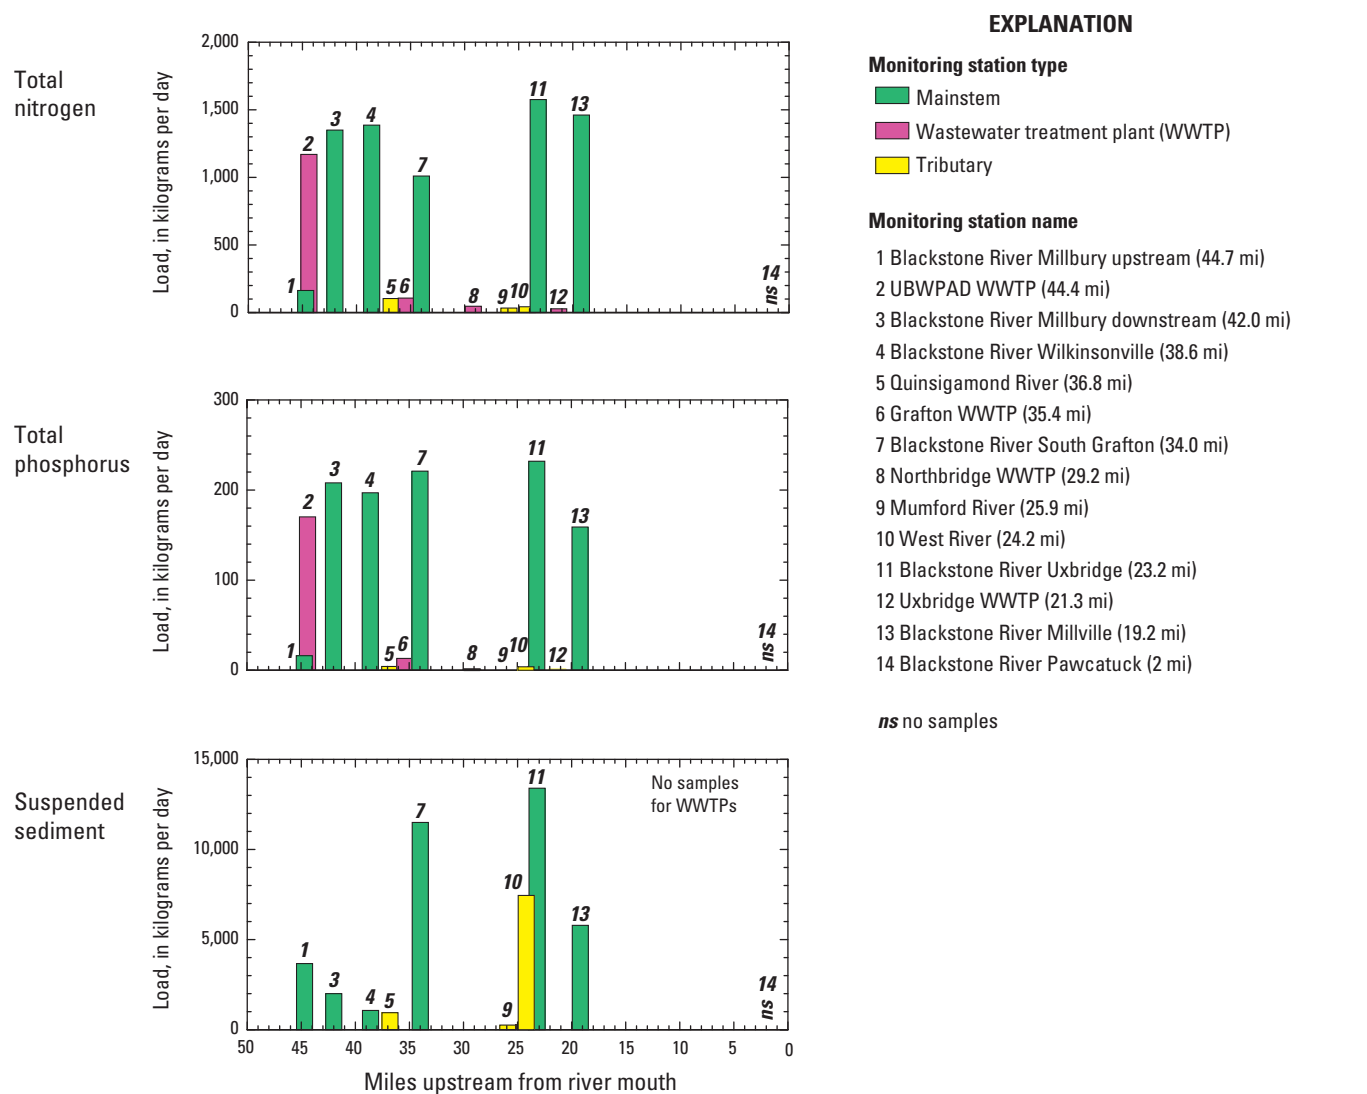 Total
nitrogen
Load, in kilograms per day
2,000
1,500
1,000
500
0
1
2
3
4
5
6
7
8
9
10
11
12
13
14
ns
Total
phosphorus
Load, in kilograms per day
300
200
100
0
1
2
3
4
5
6
7
8
9
10
11
12
13
14
ns
Suspended
sediment
Load, in kilograms per day
15,000
10,000
5,000
0
1
3
4
5
7
9
10
11
13
14
ns
No samples
for WWTPs
50 45 40 35 30 25 20 15 10 5 0
Miles upstream from river mouth
EXPLANATION
Monitoring station type
Mainstem
Wastewater treatment plant (WWTP)
Tributary
Monitoring station name
1 Blackstone River Millbury upstream (44.7 mi)
2 UBWPAD WWTP (44.4 mi)
3 Blackstone River Millbury downstream (42.0 mi)
4 Blackstone River Wilkinsonville (38.6 mi)
5 Quinsigamond River (36.8 mi)
6 Grafton WWTP (35.4 mi)
7 Blackstone River South Grafton (34.0 mi)
8 Northbridge WWTP (29.2 mi)
9 Mumford River (25.9 mi)
10 West River (24.2 mi)
11 Blackstone River Uxbridge (23.2 mi)
12 Uxbridge WWTP (21.3 mi)
13 Blackstone River Millville (19.2 mi)
14 Blackstone River Pawcatuck (2 mi)
ns no samples